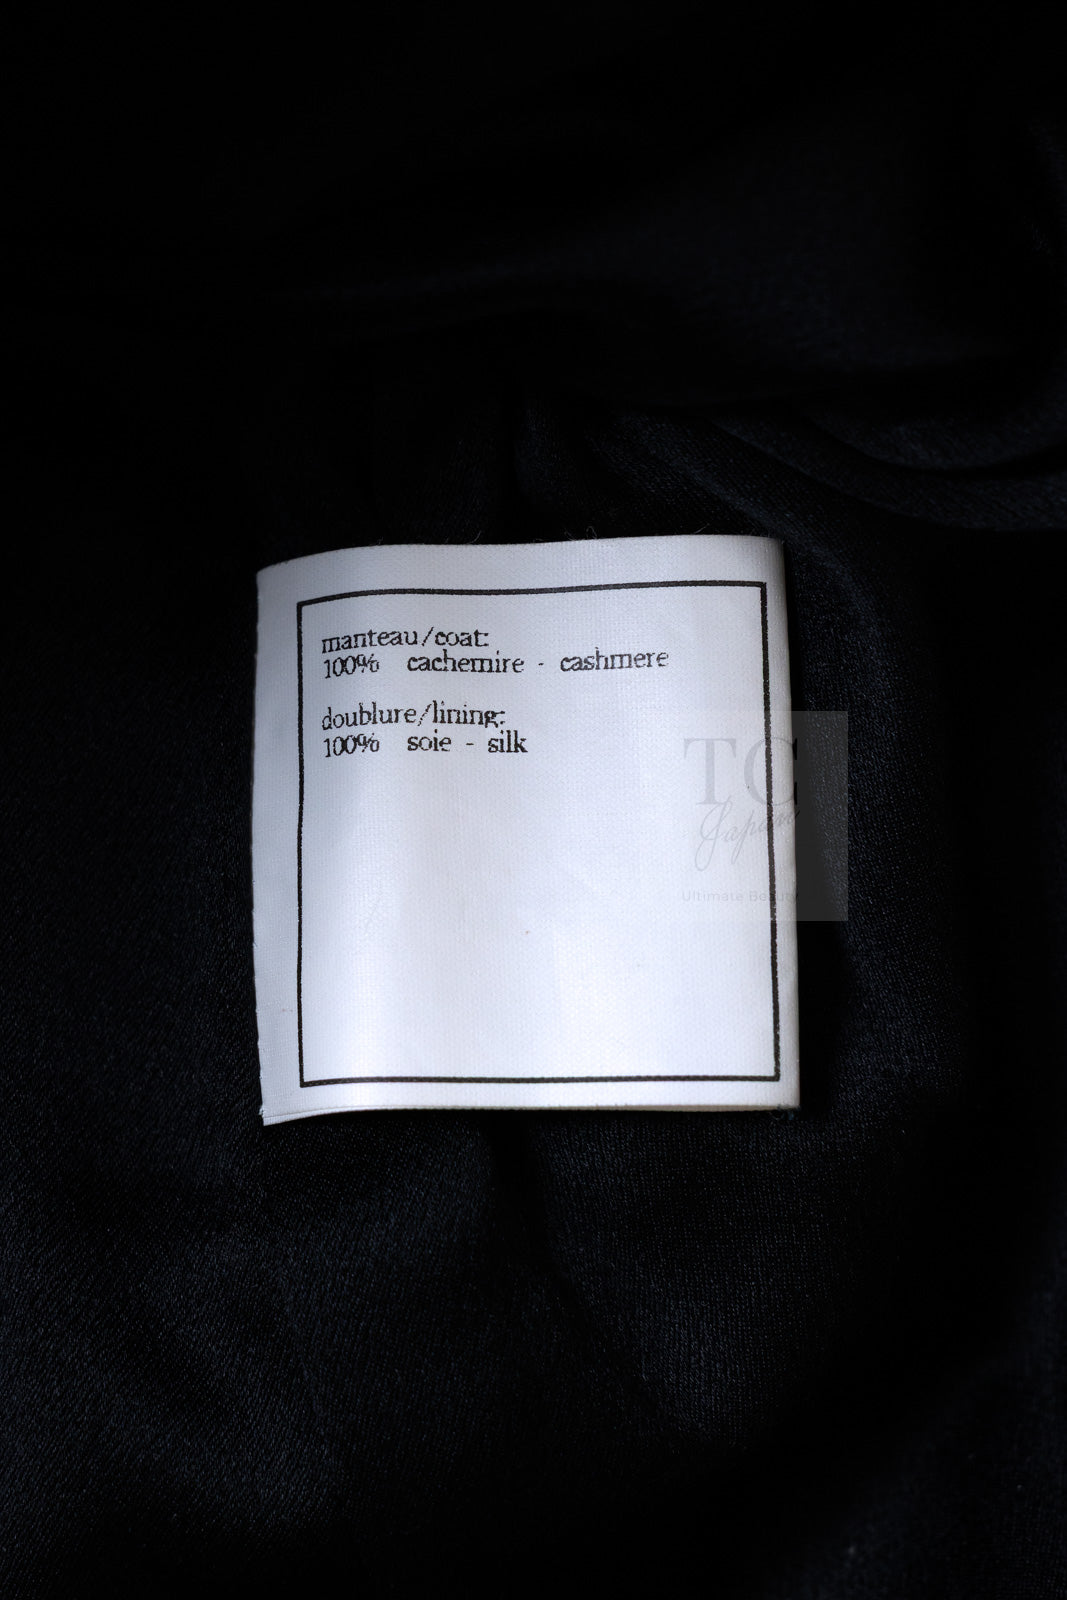 manteau/coat:
100% cachemire - cashmere
doublure/lining:
100% soie - silk
TC
Japan
Ultimate Beauty